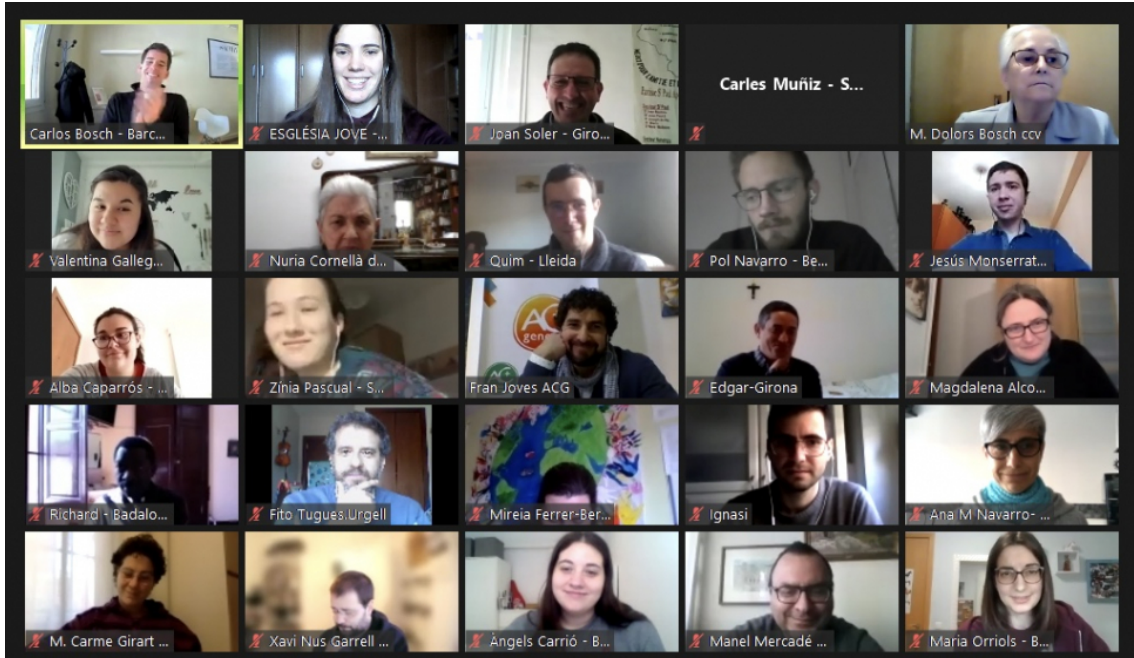 Carlos Bosch - Barc...
ESGLÉSIA JOVE -...
Joan Soler - Giro...
Carles Muñiz - S...
M. Dolors Bosch ccv
Valentina Galleg...
Nuria Cornellà d...
Quim - Lleida
Pol Navarro - Be...
Jesús Monserrat...
Alba Caparrós - ...
Zínia Pascual - S...
ACG
gen
ACG
Fran Joves ACG
Edgar-Girona
Magdalena Alco...
Richard - Badalo...
Fito Tugues.Urgell
Mireia Ferrer-Ber...
Ignasi
Ana M Navarro- ...
M. Carme Girart ...
Xavi Nus Garrell ...
Àngels Carrió - B...
Manel Mercadé ...
Maria Orriols - B...